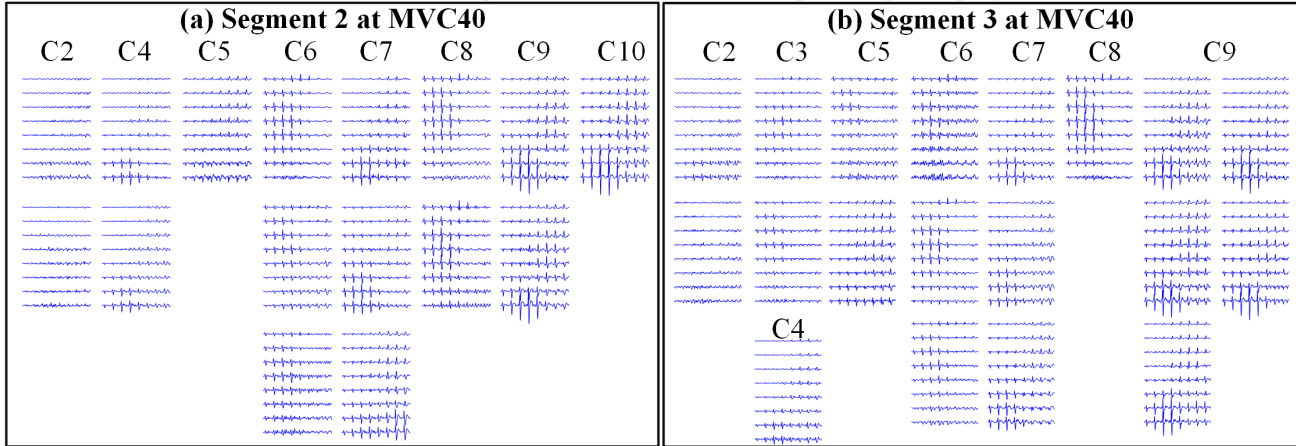 (a) Segment 2 at MVC40
C2 C4 C5 C6 C7 C8 C9 C10
(b) Segment 3 at MVC40
C2 C3 C5 C6 C7 C8 C9
C4